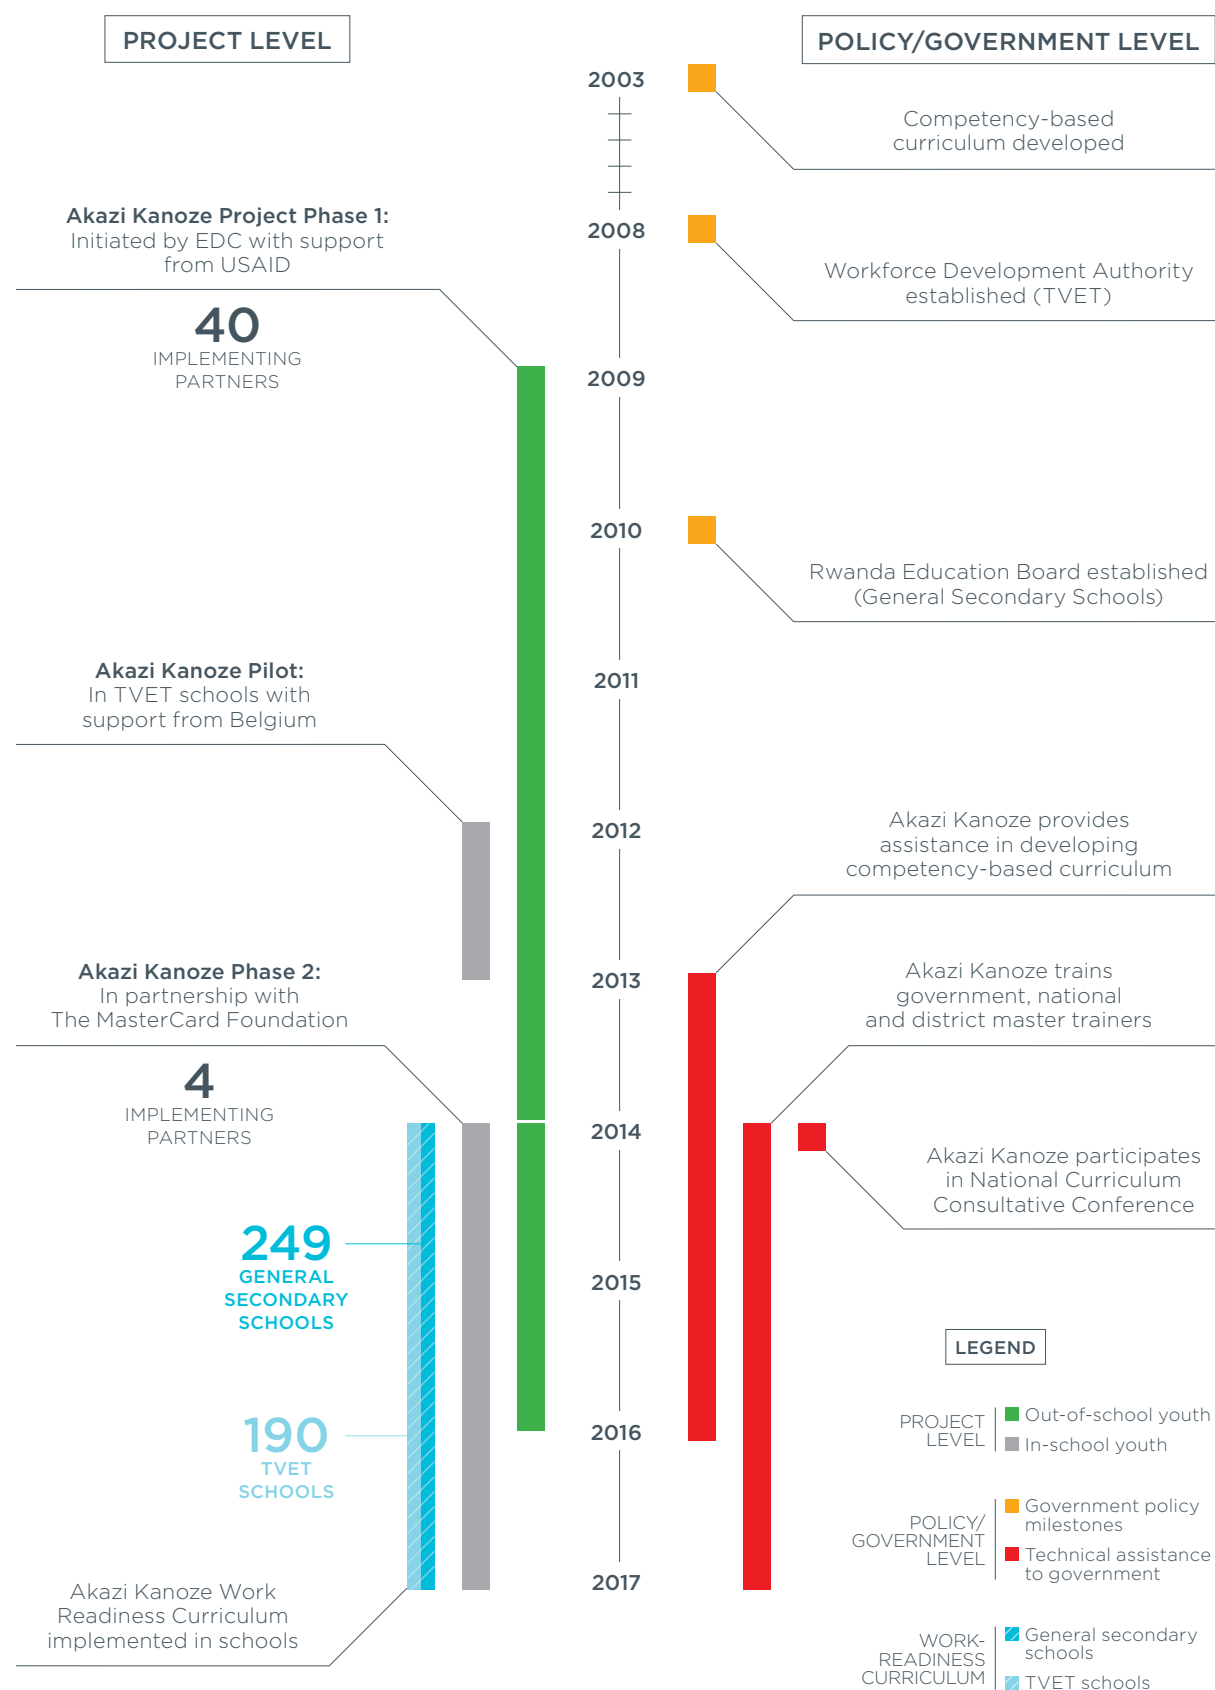 PROJECT LEVEL
POLICY/GOVERNMENT LEVEL
2003
Competency-based
curriculum developed
Akazi Kanoze Project Phase 1:
Initiated by EDC with support
from USAID
2008
Workforce Development Authority
established (TVET)
40
IMPLEMENTING
PARTNERS
2009
2010
Rwanda Education Board established
(General Secondary Schools)
Akazi Kanoze Pilot:
In TVET schools with
support from Belgium
2011
2012
Akazi Kanoze provides
assistance in developing
competency-based curriculum
Akazi Kanoze Phase 2:
In partnership with
The MasterCard Foundation
2013
Akazi Kanoze trains
government, national
and district master trainers
4
IMPLEMENTING
PARTNERS
2014
Akazi Kanoze participates
in National Curriculum
Consultative Conference
249
GENERAL
SECONDARY
SCHOOLS
2015
190
TVET
SCHOOLS
2016
2017
Akazi Kanoze Work
Readiness Curriculum
implemented in schools
LEGEND
PROJECT
LEVEL
Out-of-school youth
In-school youth
POLICY/
GOVERNMENT
LEVEL
Government policy
milestones
Technical assistance
to government
WORK-
READINESS
CURRICULUM
General secondary
schools
TVET schools